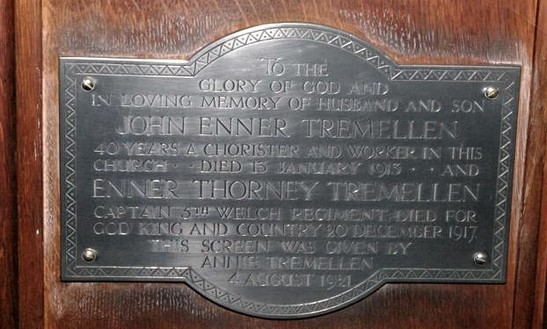 TO THE
GLORY OF GOD AND
IN LOVING MEMORY OF HUSBAND AND SON
JOHN ENNER TREMELLEN
40 YEARS A CHORISTER AND WORKER IN THIS
CHURCH · DIED 13 JANUARY 1915 · · AND
ENNER THORNEY TREMELLEN
CAPTAIN 5TH WELCH REGIMENT DIED FOR
GOD KING AND COUNTRY 20 DECEMBER 1917
THIS SCREEN WAS GIVEN BY
ANNIE TREMELLEN
4 AUGUST 1921